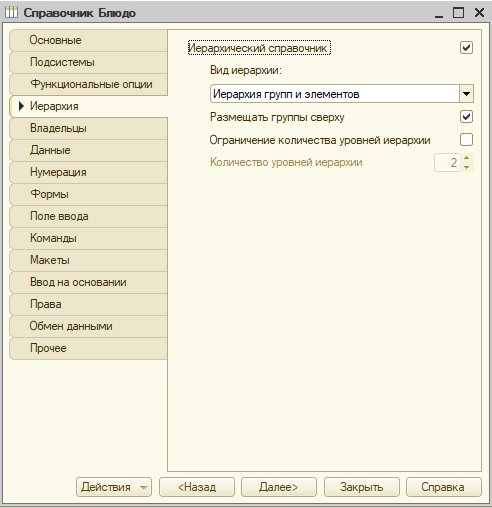 Справочник Блюдо
Основные
Подсистемы
Функциональные опции
Иерархия
Владельцы
Данные
Нумерация
Формы
Поле ввода
Команды
Макеты
Ввод на основании
Права
Обмен данными
Прочее
Иерархический справочник
Вид иерархии:
Иерархия групп и элементов
Размещать группы сверху
Ограничение количества уровней иерархии
Количество уровней иерархии 2
Действия <Назад Далее> Закрыть Справка